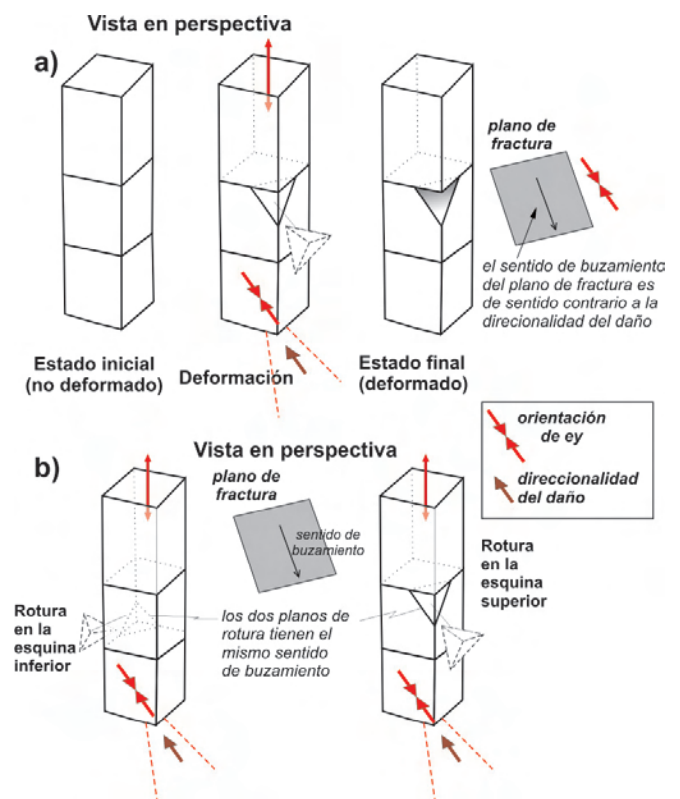 Vista en perspectiva
a)
plano de
fractura
el sentido de buzamiento
del plano de fractura es
de sentido contrario a la
direcionalidad del daño
Estado inicial
(no deformado)
Deformación
Estado final
(deformado)
orientación
de ey
direccionalidad
del daño
b)
Vista en perspectiva
plano de
fractura
sentido de
buzamiento
Rotura
en la
esquina
superior
Rotura
en la
esquina
inferior
los dos planos de
rotura tienen el
mismo sentido
de buzamiento